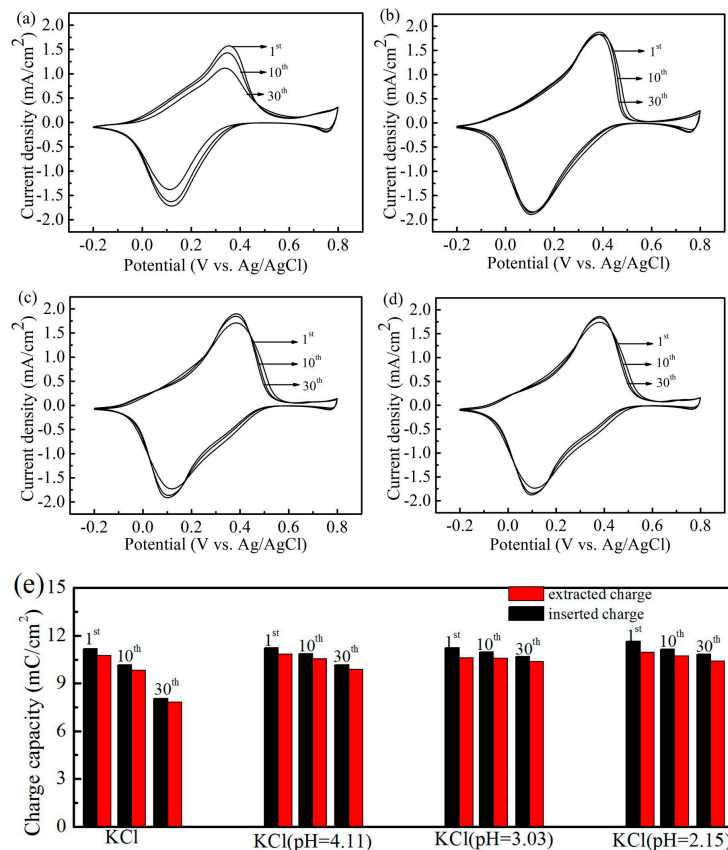 (a)
1st
10th
30th
Current density (mA/cm²)
2.0
1.5
1.0
0.5
0.0
-0.5
-1.0
-1.5
-2.0
-0.2 0.0 0.2 0.4 0.6 0.8
Potential (V vs. Ag/AgCl)
(b)
1st
10th
30th
Current density (mA/cm²)
2.0
1.5
1.0
0.5
0.0
-0.5
-1.0
-1.5
-2.0
-0.2 0.0 0.2 0.4 0.6 0.8
Potential (V vs. Ag/AgCl)
(c)
1st
10th
30th
Current density (mA/cm²)
2.0
1.5
1.0
0.5
0.0
-0.5
-1.0
-1.5
-2.0
-0.2 0.0 0.2 0.4 0.6 0.8
Potential (V vs. Ag/AgCl)
(d)
1st
10th
30th
Current density (mA/cm²)
2.0
1.5
1.0
0.5
0.0
-0.5
-1.0
-1.5
-2.0
-0.2 0.0 0.2 0.4 0.6 0.8
Potential (V vs. Ag/AgCl)
(e)
extracted charge
inserted charge
Charge capacity (mC/cm²)
15
12
9
6
3
0
1st 10th 30th
1st 10th 30th
1st 10th 30th
1st 10th 30th
KCl KCl(pH=4.11) KCl(pH=3.03) KCl(pH=2.15)